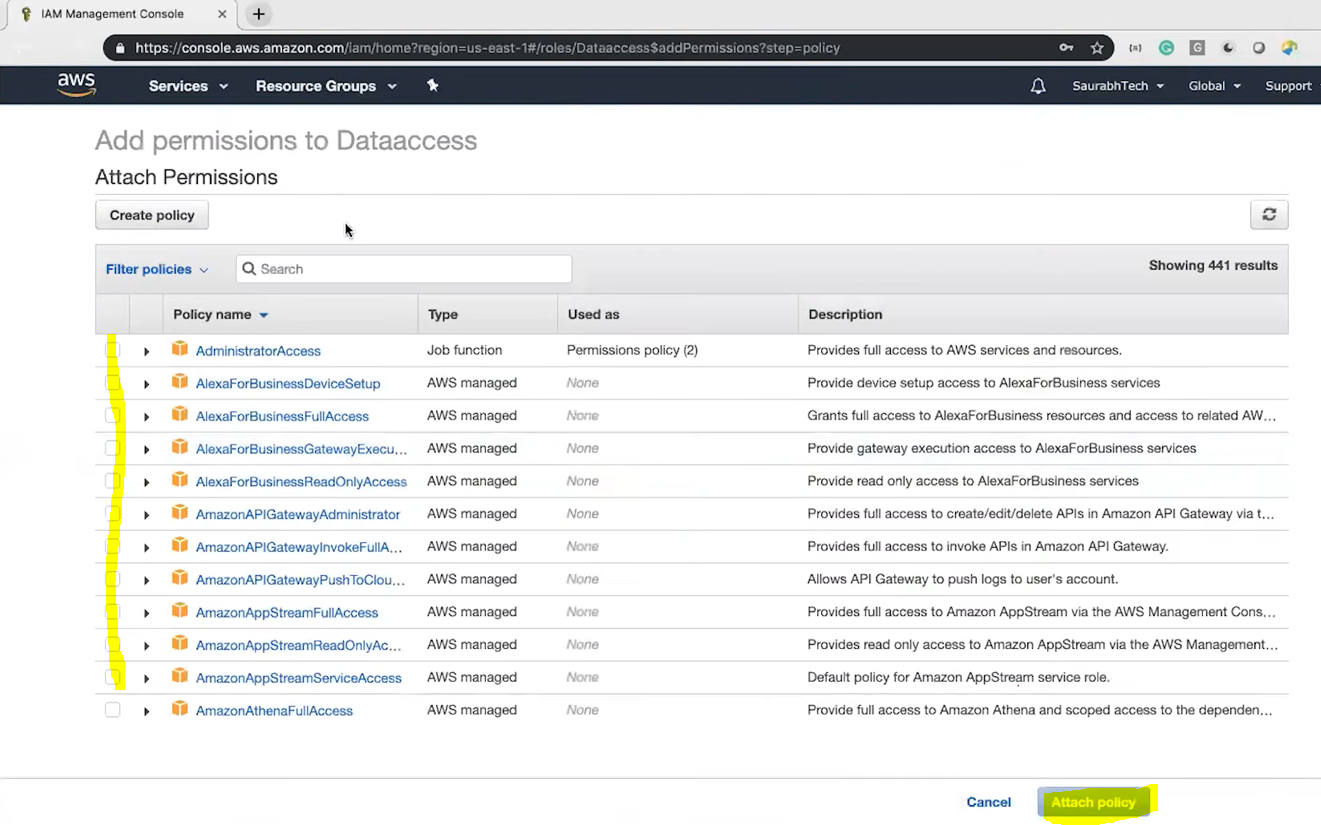 IAM Management Console
https://console.aws.amazon.com/iam/home?region=us-east-1#/roles/Dataaccess$addPermissions?step=policy
aws Services Resource Groups SaurabhTech Global Support
Add permissions to Dataaccess
Attach Permissions
Create policy
Filter policies Search Showing 441 results
Policy name Type Used as Description
AdministratorAccess Job function Permissions policy (2) Provides full access to AWS services and resources.
AlexaForBusinessDeviceSetup AWS managed None Provide device setup access to AlexaForBusiness services
AlexaForBusinessFullAccess AWS managed None Grants full access to AlexaForBusiness resources and access to related AW...
AlexaForBusinessGatewayExecu... AWS managed None Provide gateway execution access to AlexaForBusiness services
AlexaForBusinessReadOnlyAccess AWS managed None Provide read only access to AlexaForBusiness services
AmazonAPIGatewayAdministrator AWS managed None Provides full access to create/edit/delete APIs in Amazon API Gateway via t...
AmazonAPIGatewayInvokeFullA... AWS managed None Provides full access to invoke APIs in Amazon API Gateway.
AmazonAPIGatewayPushToClou... AWS managed None Allows API Gateway to push logs to user's account.
AmazonAppStreamFullAccess AWS managed None Provides full access to Amazon AppStream via the AWS Management Cons...
AmazonAppStreamReadOnlyAc... AWS managed None Provides read only access to Amazon AppStream via the AWS Management...
AmazonAppStreamServiceAccess AWS managed None Default policy for Amazon AppStream service role.
AmazonAthenaFullAccess AWS managed None Provide full access to Amazon Athena and scoped access to the dependen...
Cancel Attach policy